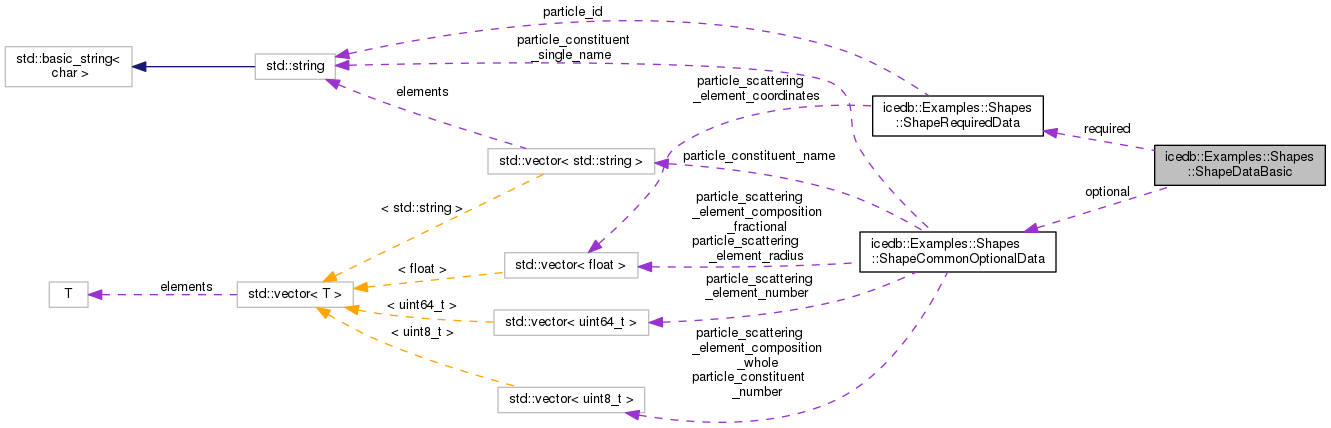 particle_id
std::basic_string<
char >
std::string
particle_constituent
_single_name
elements
particle_scattering
_element_coordinates
icedb::Examples::Shapes
::ShapeRequiredData
required
icedb::Examples::Shapes
::ShapeDataBasic
std::vector< std::string >
particle_constituent_name
optional
< std::string >
particle_scattering
_element_composition
_fractional
particle_scattering
_element_radius
icedb::Examples::Shapes
::ShapeCommonOptionalData
std::vector< float >
< float >
T
elements
std::vector< T >
particle_scattering
_element_number
< uint64_t >
std::vector< uint64_t >
< uint8_t >
particle_scattering
_element_composition
_whole
particle_constituent
_number
std::vector< uint8_t >